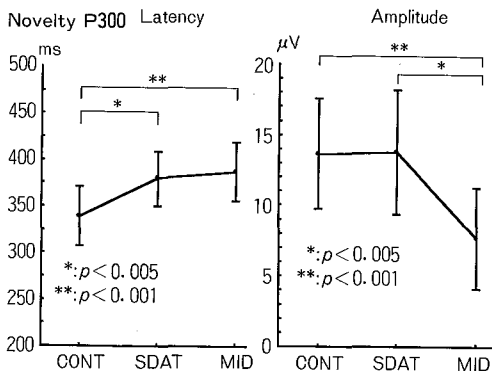 Novelty P300 Latency
ms
500
450
400
350
300
250
200
**
*
*:p<0.005
**:p<0.001
CONT SDAT MID
Amplitude
μV
20
15
10
5
0
**
*
*:p<0.005
**:p<0.001
CONT SDAT MID